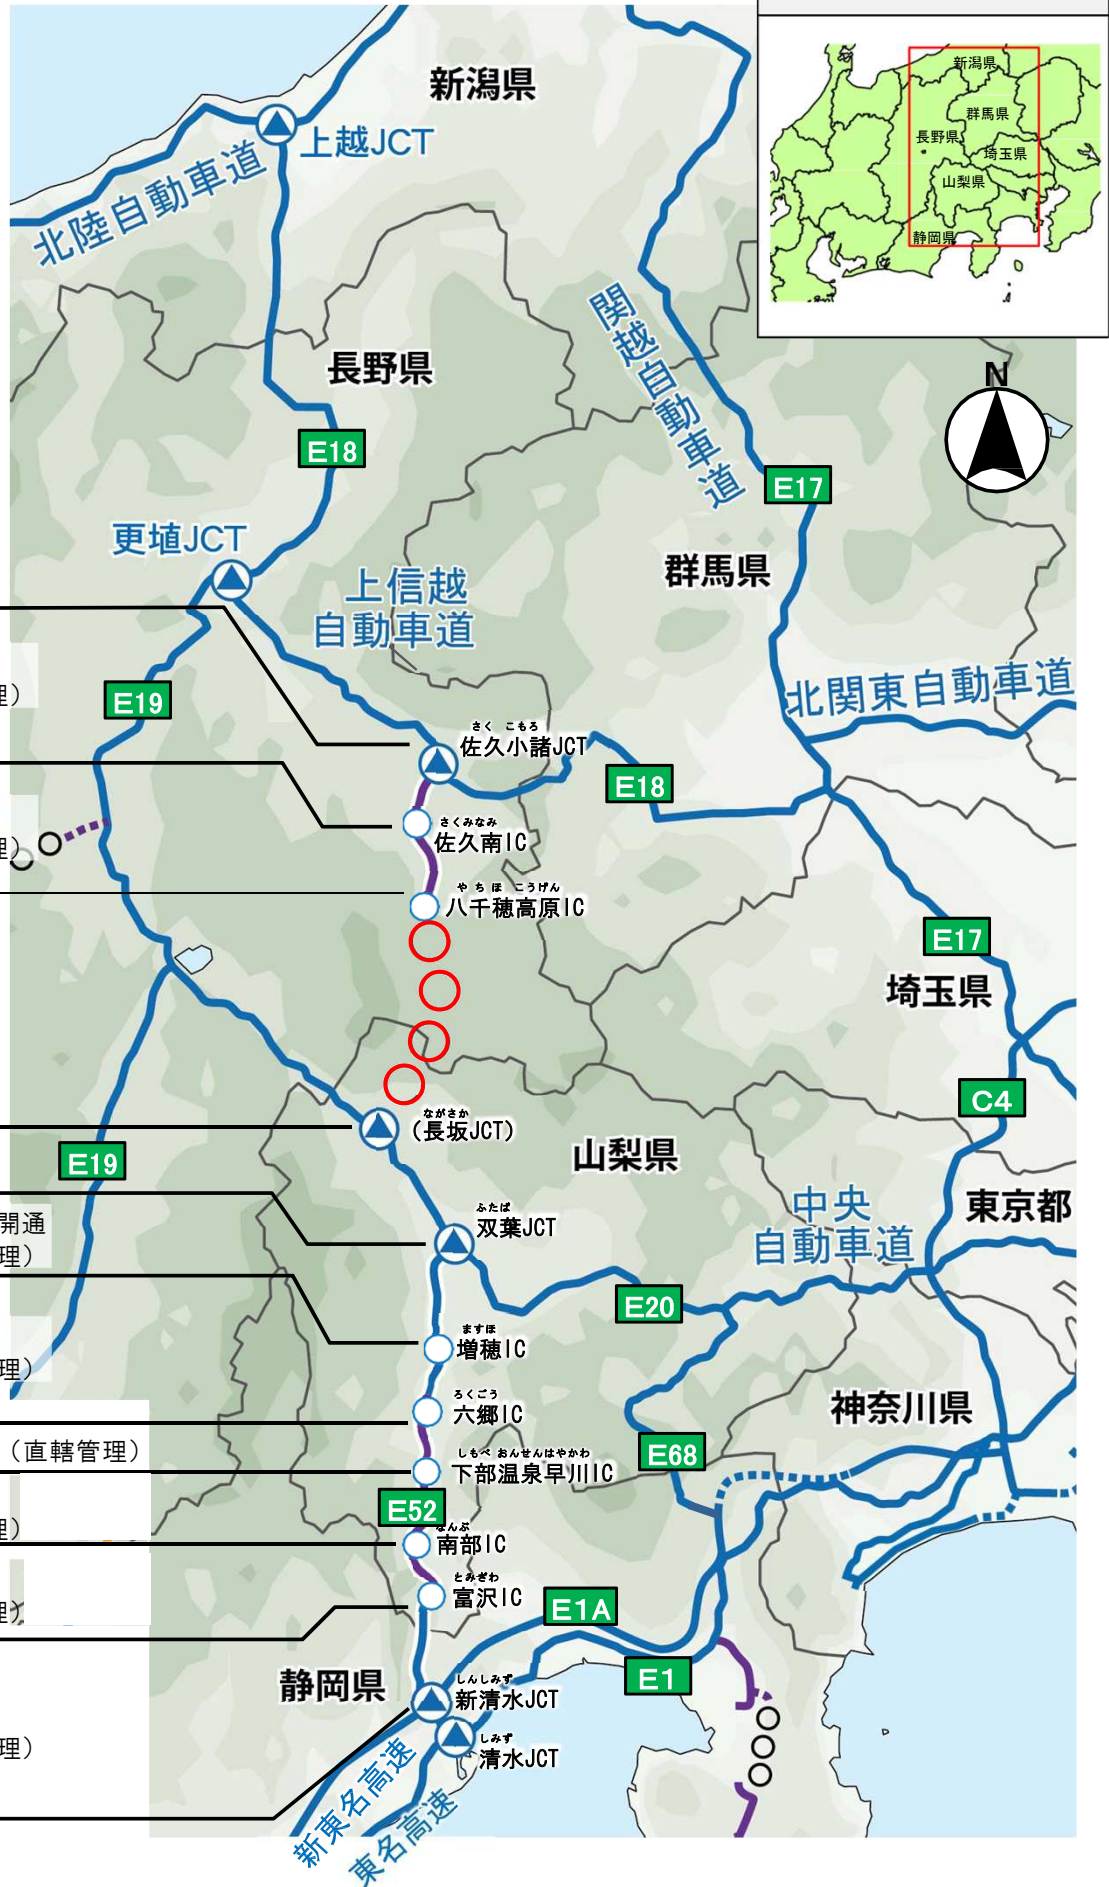 新潟県
群馬県
長野県
埼玉県
山梨県
静岡県
新潟県
上越JCT
北陸自動車道
関越自動車道
長野県
N
E18
E17
更埴JCT
群馬県
上信越
自動車道
理）
E19
北関東自動車道
さく こもろ
佐久小諸JCT
E18
さくみなみ
佐久南IC
理）
やちほ こうげん
八千穂高原IC
E17
埼玉県
C4
ながさか
（長坂JCT）
山梨県
E19
中央
自動車道
東京都
ふたば
双葉JCT
開通
理）
E20
ますほ
増穂IC
理）
ろくごう
六郷IC
神奈川県
（直轄管理）
しもべ おんせんはやかわ
下部温泉早川IC
E68
E52
なんぶ
南部IC
理）
とみざわ
富沢IC
理）
E1A
E1
静岡県
しんしみず
新清水JCT
しみず
清水JCT
理）
新東名高速
東名高速